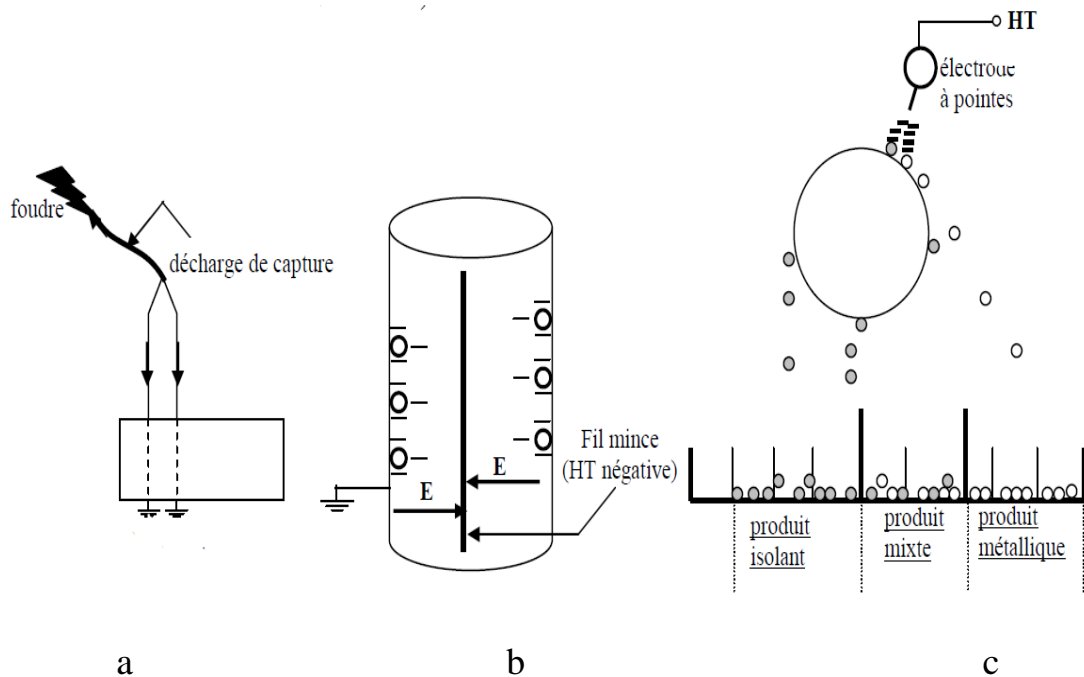 HT
électrode
à pointes
foudre
décharge de capture
Fil mince
(HT négative)
E
E
produit
isolant
produit
mixte
produit
métallique
a
b
c